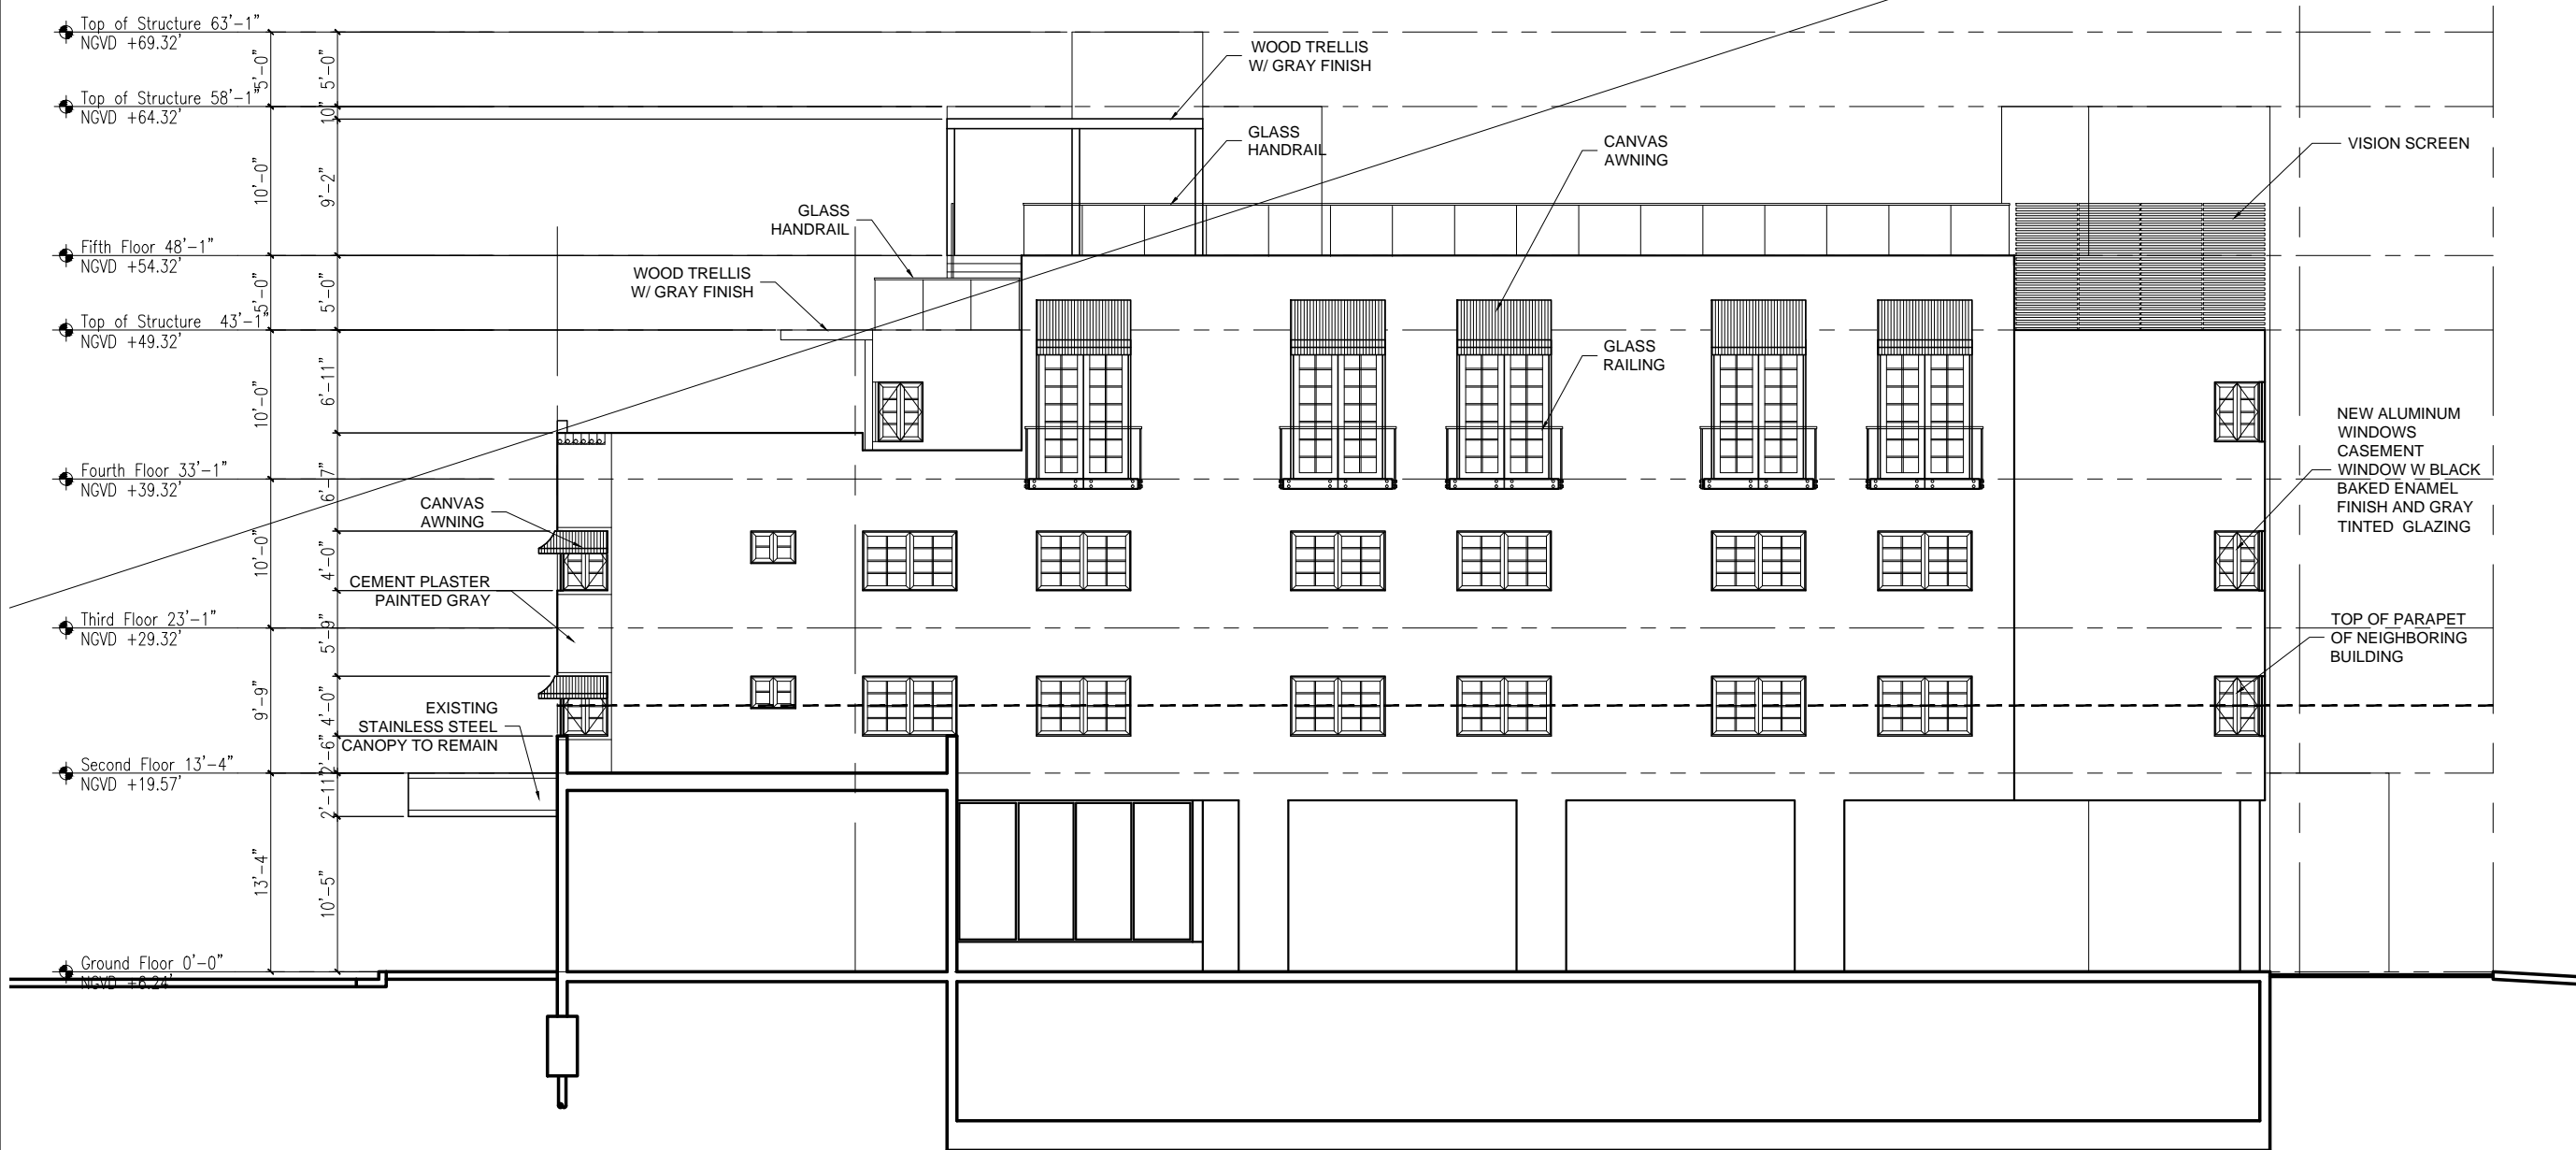 Top of Structure 63'-1"
NGVD +69.32'
Top of Structure 58'-1"
NGVD +64.32'
Fifth Floor 48'-1"
NGVD +54.32'
Top of Structure 43'-1"
NGVD +49.32'
Fourth Floor 33'-1"
NGVD +39.32'
Third Floor 23'-1"
NGVD +29.32'
Second Floor 13'-4"
NGVD +19.57'
Ground Floor 0'-0"
NGVD +6.24'
5'-0"
10'-0"
5'-0"
10'-0"
10'-0"
9'-9"
13'-4"
5'-0"
10"
9'-2"
5'-0"
6'-11"
6'-7"
4'-0"
5'-9"
4'-0"
2'-6"
2'-11"
10'-5"
WOOD TRELLIS
W/ GRAY FINISH
GLASS
HANDRAIL
CANVAS
AWNING
VISION SCREEN
GLASS
HANDRAIL
WOOD TRELLIS
W/ GRAY FINISH
GLASS
RAILING
NEW ALUMINUM
WINDOWS
CASEMENT
WINDOW W BLACK
BAKED ENAMEL
FINISH AND GRAY
TINTED GLAZING
CANVAS
AWNING
CEMENT PLASTER
PAINTED GRAY
TOP OF PARAPET
OF NEIGHBORING
BUILDING
EXISTING
STAINLESS STEEL
CANOPY TO REMAIN